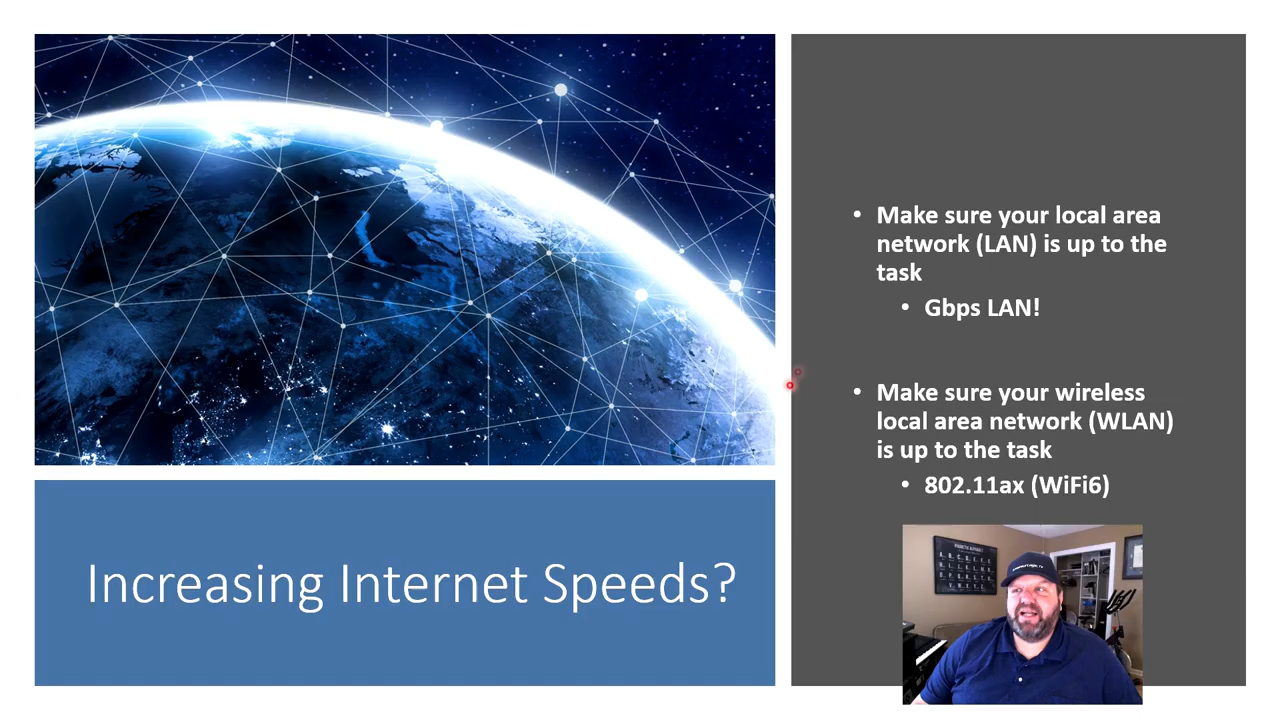 Make sure your local area
network (LAN) is up to the
task
Gbps LAN!
Make sure your wireless
local area network (WLAN)
is up to the task
802.11ax (WiFi6)
Increasing Internet Speeds?